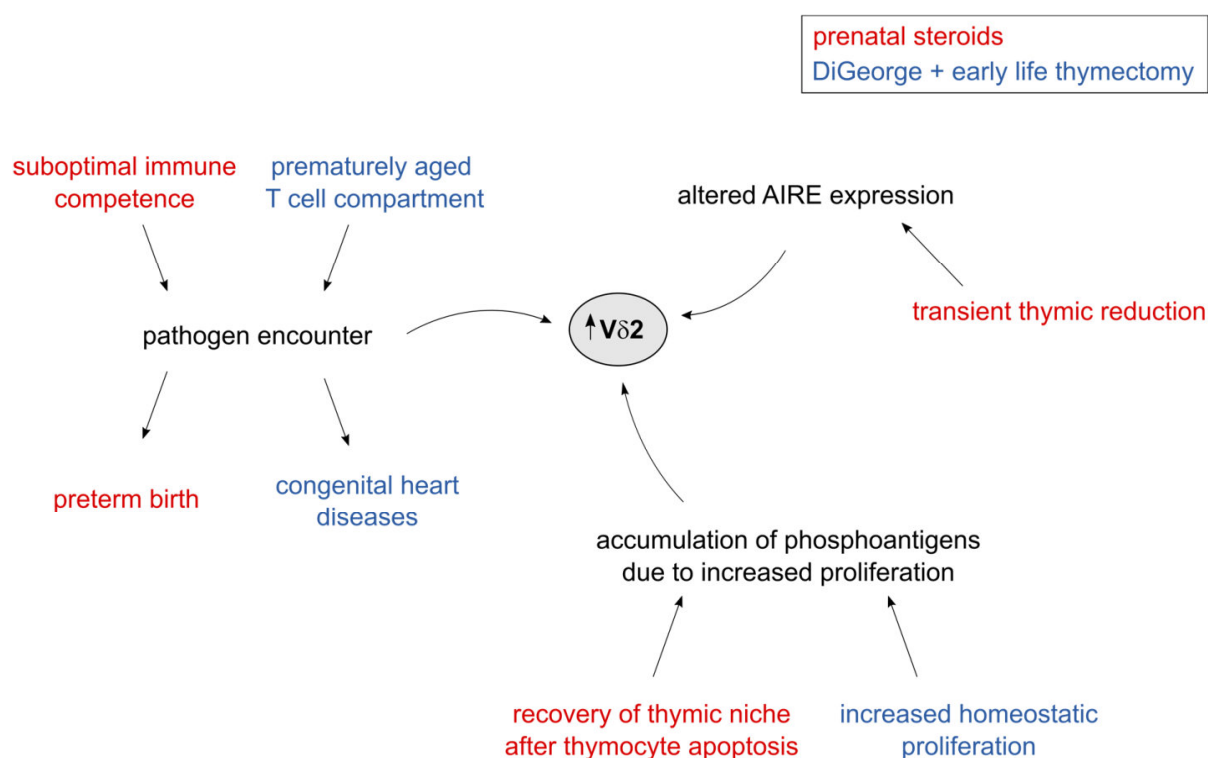 prenatal steroids
DiGeorge + early life thymectomy
suboptimal immune
competence
prematurely aged
T cell compartment
altered AIRE expression
transient thymic reduction
pathogen encounter
↑Vδ2
preterm birth
congenital heart
diseases
accumulation of phosphoantigens
due to increased proliferation
recovery of thymic niche
after thymocyte apoptosis
increased homeostatic
proliferation